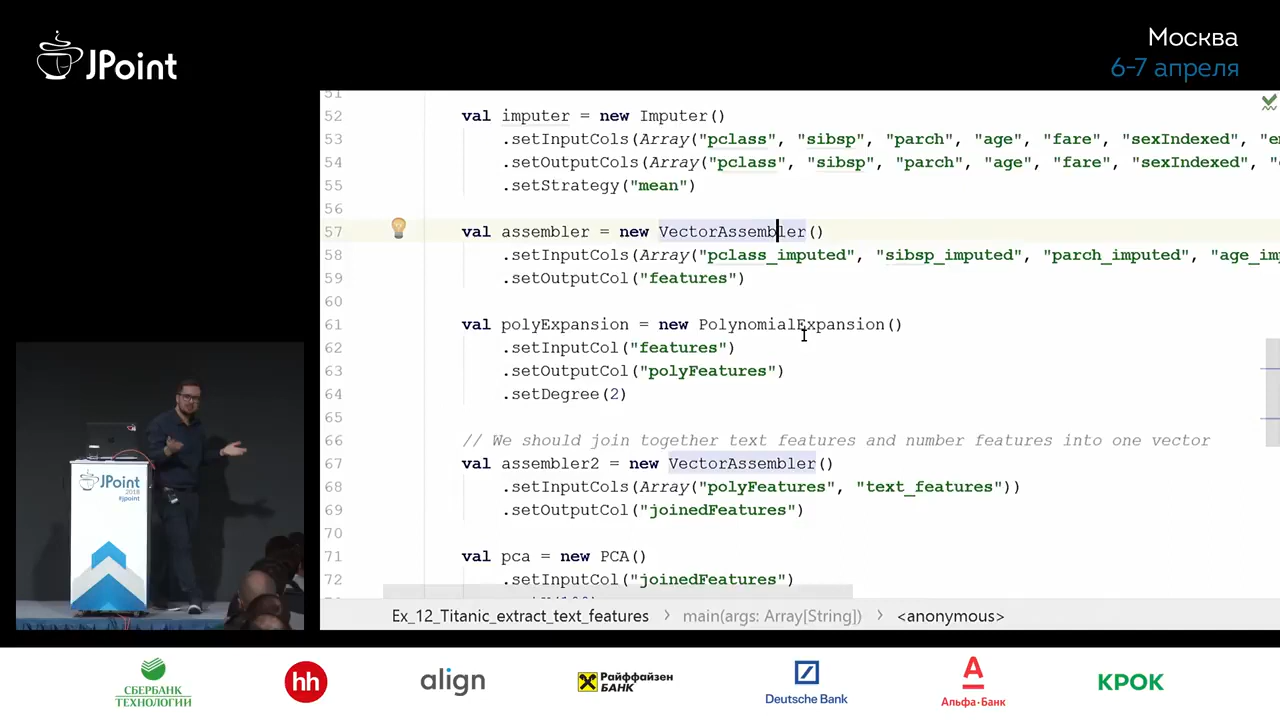 JPoint
Москва
6-7 апреля
51
52 val imputer = new Imputer()
53 .setInputCols(Array("pclass", "sibsp", "parch", "age", "fare", "sexIndexed",
54 .setOutputCols(Array("pclass", "sibsp", "parch", "age", "fare", "sexIndexed",
55 .setStrategy("mean")
56
57 val assembler = new VectorAssembler()
58 .setInputCols(Array("pclass_imputed", "sibsp_imputed", "parch_imputed",
59 .setOutputCol("features")
60
61 val polyExpansion = new PolynomialExpansion()
62 .setInputCol("features")
63 .setOutputCol("polyFeatures")
64 .setDegree(2)
65
66 // We should join together text features and number features into one vector
67 val assembler2 = new VectorAssembler()
68 .setInputCols(Array("polyFeatures", "text_features"))
69 .setOutputCol("joinedFeatures")
70
71 val pca = new PCA()
72 .setInputCol("joinedFeatures")
Ex_12_Titanic_extract_text_features
main(args: Array[String])
<anonymous>
JPoint
2018
#jpoint
СБЕРБАНК
ТЕХНОЛОГИИ
hh
align
Райффайзен
БАНК
Deutsche Bank
А
Альфа·Банк
КРОК